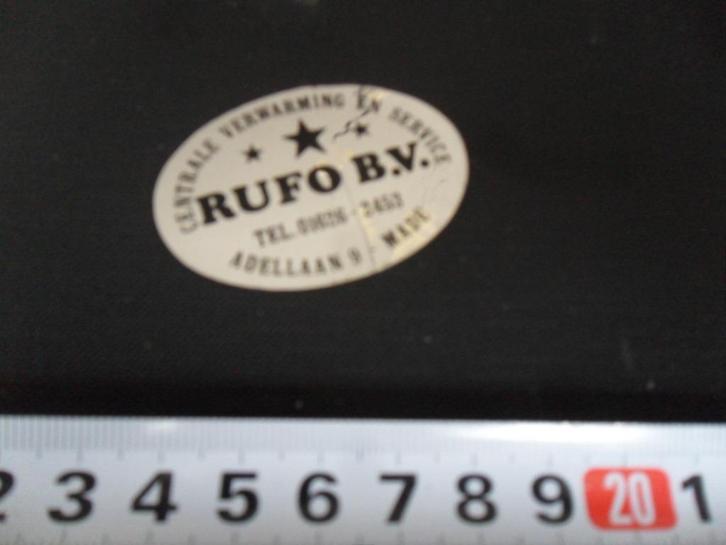 CENTRALE VERWARMING EN SERVICE
RUFO B.V.
TEL. 01626-2453
ADELLAAN 9 - MADE
2 3 4 5 6 7 8 9 20 1